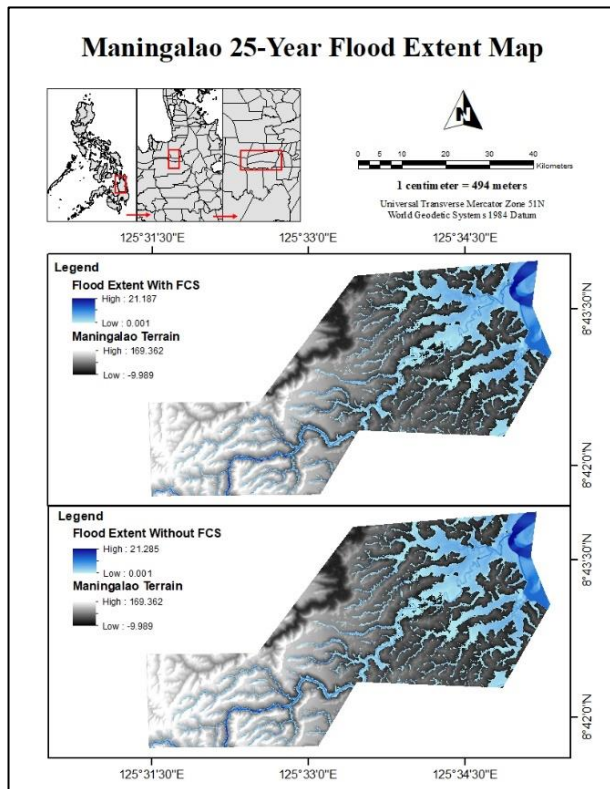 Maningalao 25-Year Flood Extent Map
N
0 5 10 20 30 40
Kilometers
1 centimeter = 494 meters
Universal Transverse Mercator Zone 51N
World Geodetic Systems 1984 Datum
125°31'30"E 125°33'0"E 125°34'30"E
Legend
Flood Extent With FCS
High : 21.187
Low : 0.001
Maningalao Terrain
High : 169.362
Low : -9.989
8°43'30"N
8°42'0"N
Legend
Flood Extent Without FCS
High : 21.285
Low : 0.001
Maningalao Terrain
High : 169.362
Low : -9.989
8°43'30"N
8°42'0"N
125°31'30"E 125°33'0"E 125°34'30"E